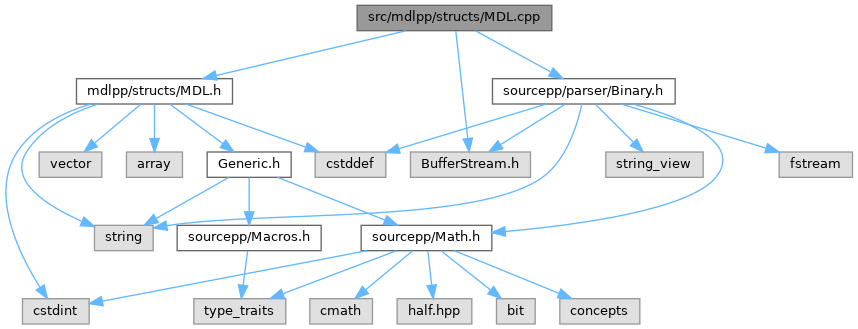 src/mdlpp/structs/MDL.cpp
mdlpp/structs/MDL.h
sourcepp/parser/Binary.h
vector
array
Generic.h
cstddef
BufferStream.h
string_view
fstream
string
sourcepp/Macros.h
sourcepp/Math.h
cstdint
type_traits
cmath
half.hpp
bit
concepts